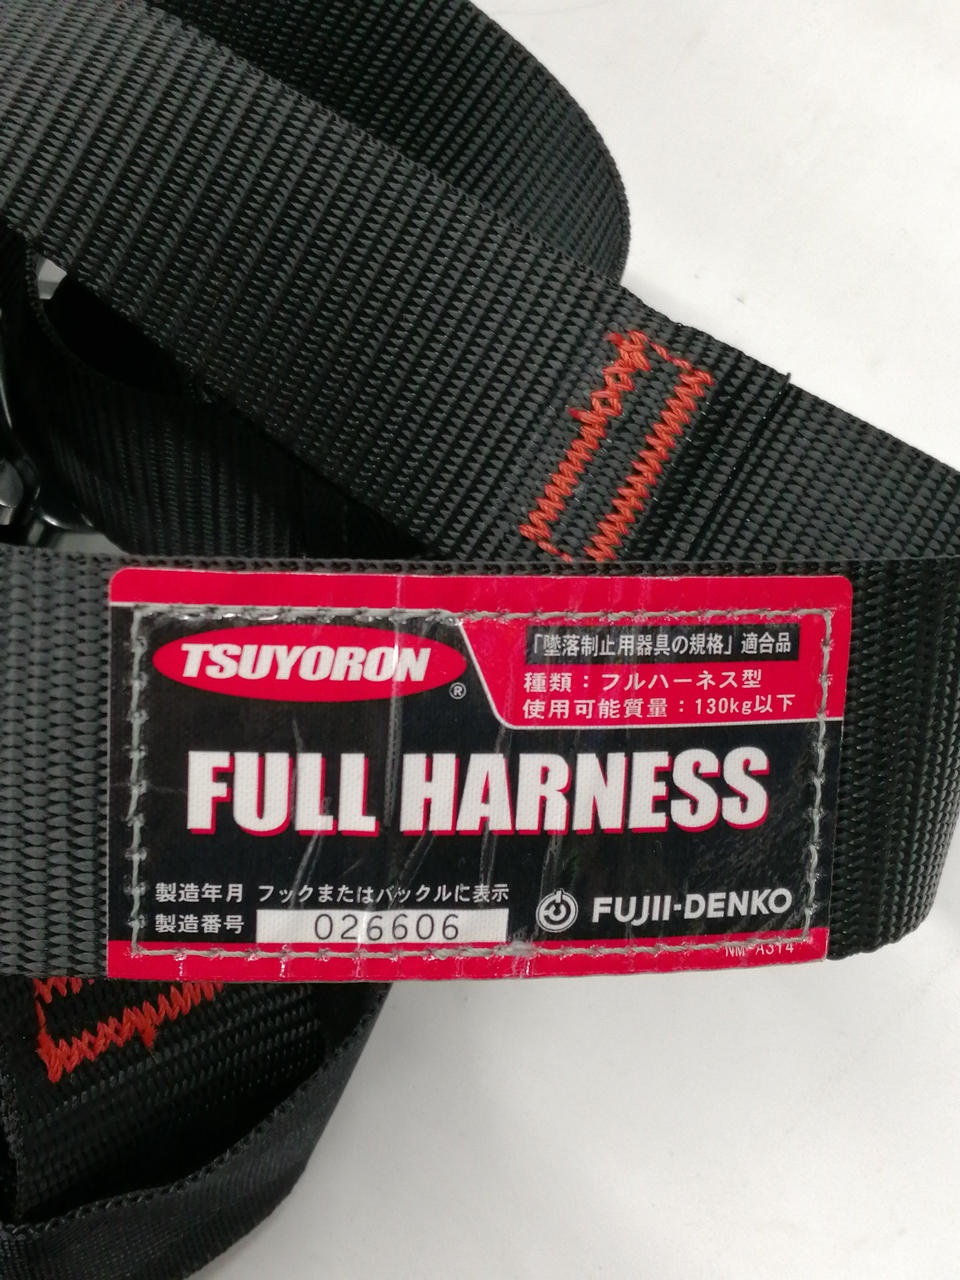 TSUYORON®
「墜落制止用器具の規格」適合品
種類：フルハーネス型
使用可能質量：130kg以下
FULL HARNESS
製造年月 フックまたはバックルに表示
製造番号 026606
FUJII-DENKO